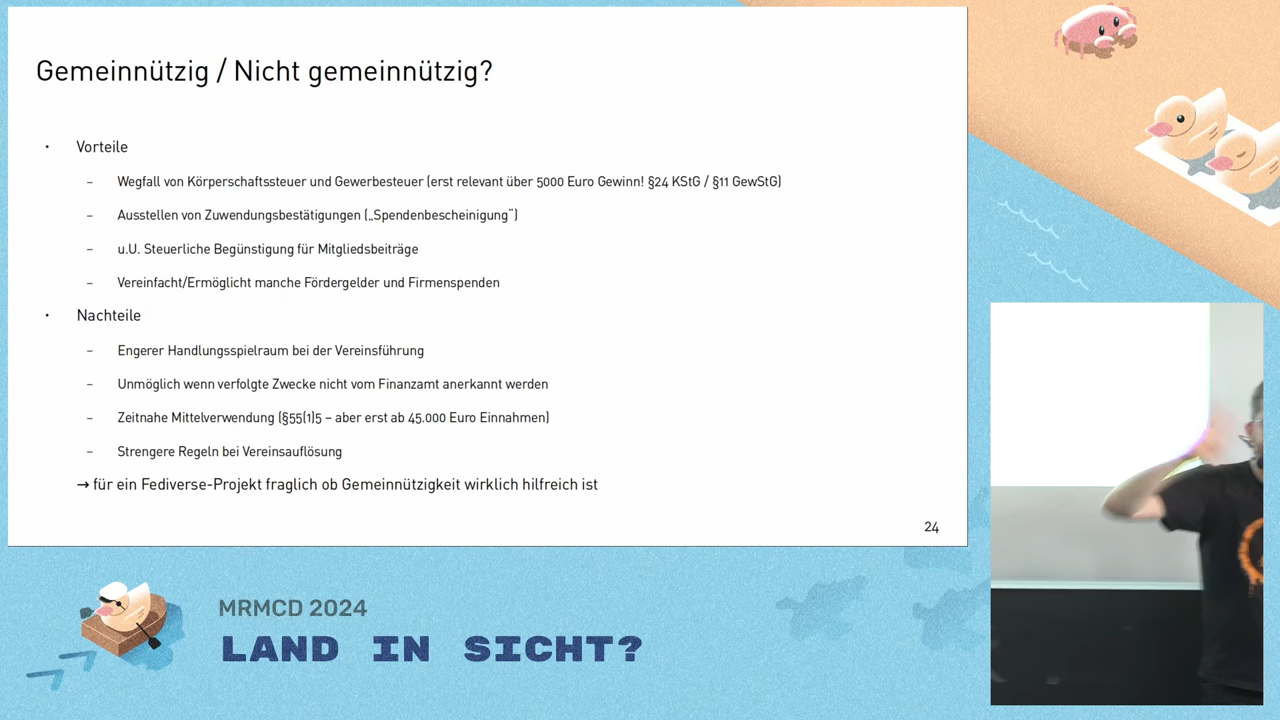 Gemeinnützig / Nicht gemeinnützig?
• Vorteile
– Wegfall von Körperschaftssteuer und Gewerbesteuer (erst relevant über 5000 Euro Gewinn! §24 KStG / §11 GewStG)
– Ausstellen von Zuwendungsbestätigungen („Spendenbescheinigung“)
– u.U. Steuerliche Begünstigung für Mitgliedsbeiträge
– Vereinfacht/Ermöglicht manche Fördergelder und Firmenspenden
• Nachteile
– Engerer Handlungsspielraum bei der Vereinsführung
– Unmöglich wenn verfolgte Zwecke nicht vom Finanzamt anerkannt werden
– Zeitnahe Mittelverwendung (§55(1)5 – aber erst ab 45.000 Euro Einnahmen)
– Strengere Regeln bei Vereinsauflösung
→ für ein Fediverse-Projekt fraglich ob Gemeinnützigkeit wirklich hilfreich ist
24
MRMCD 2024
LAND IN SICHT?